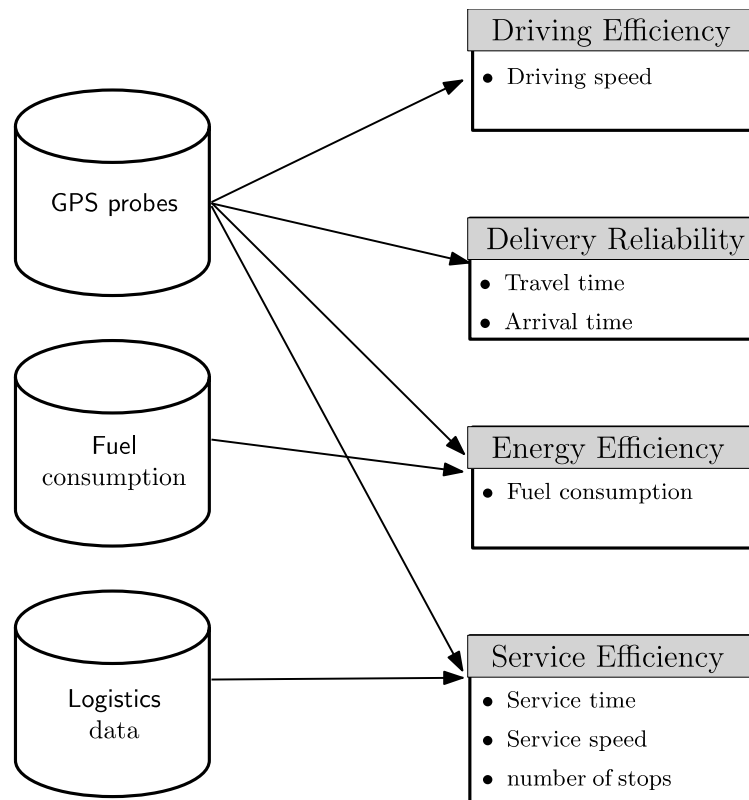 GPS probes
Fuel
consumption
Logistics
data
Driving Efficiency
• Driving speed
Delivery Reliability
• Travel time
• Arrival time
Energy Efficiency
• Fuel consumption
Service Efficiency
• Service time
• Service speed
• number of stops